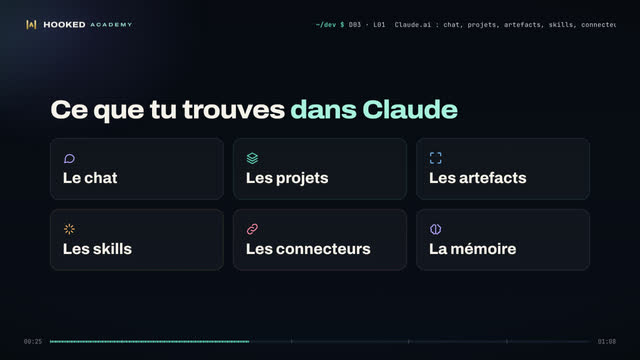 HOOKED ACADEMY
~/dev $ DB3 · L01 Claude.ai : chat, projets, artefacts, skills, connecteu
Ce que tu trouves dans Claude
Le chat
Les projets
Les artefacts
Les skills
Les connecteurs
La mémoire
00:25
01:08